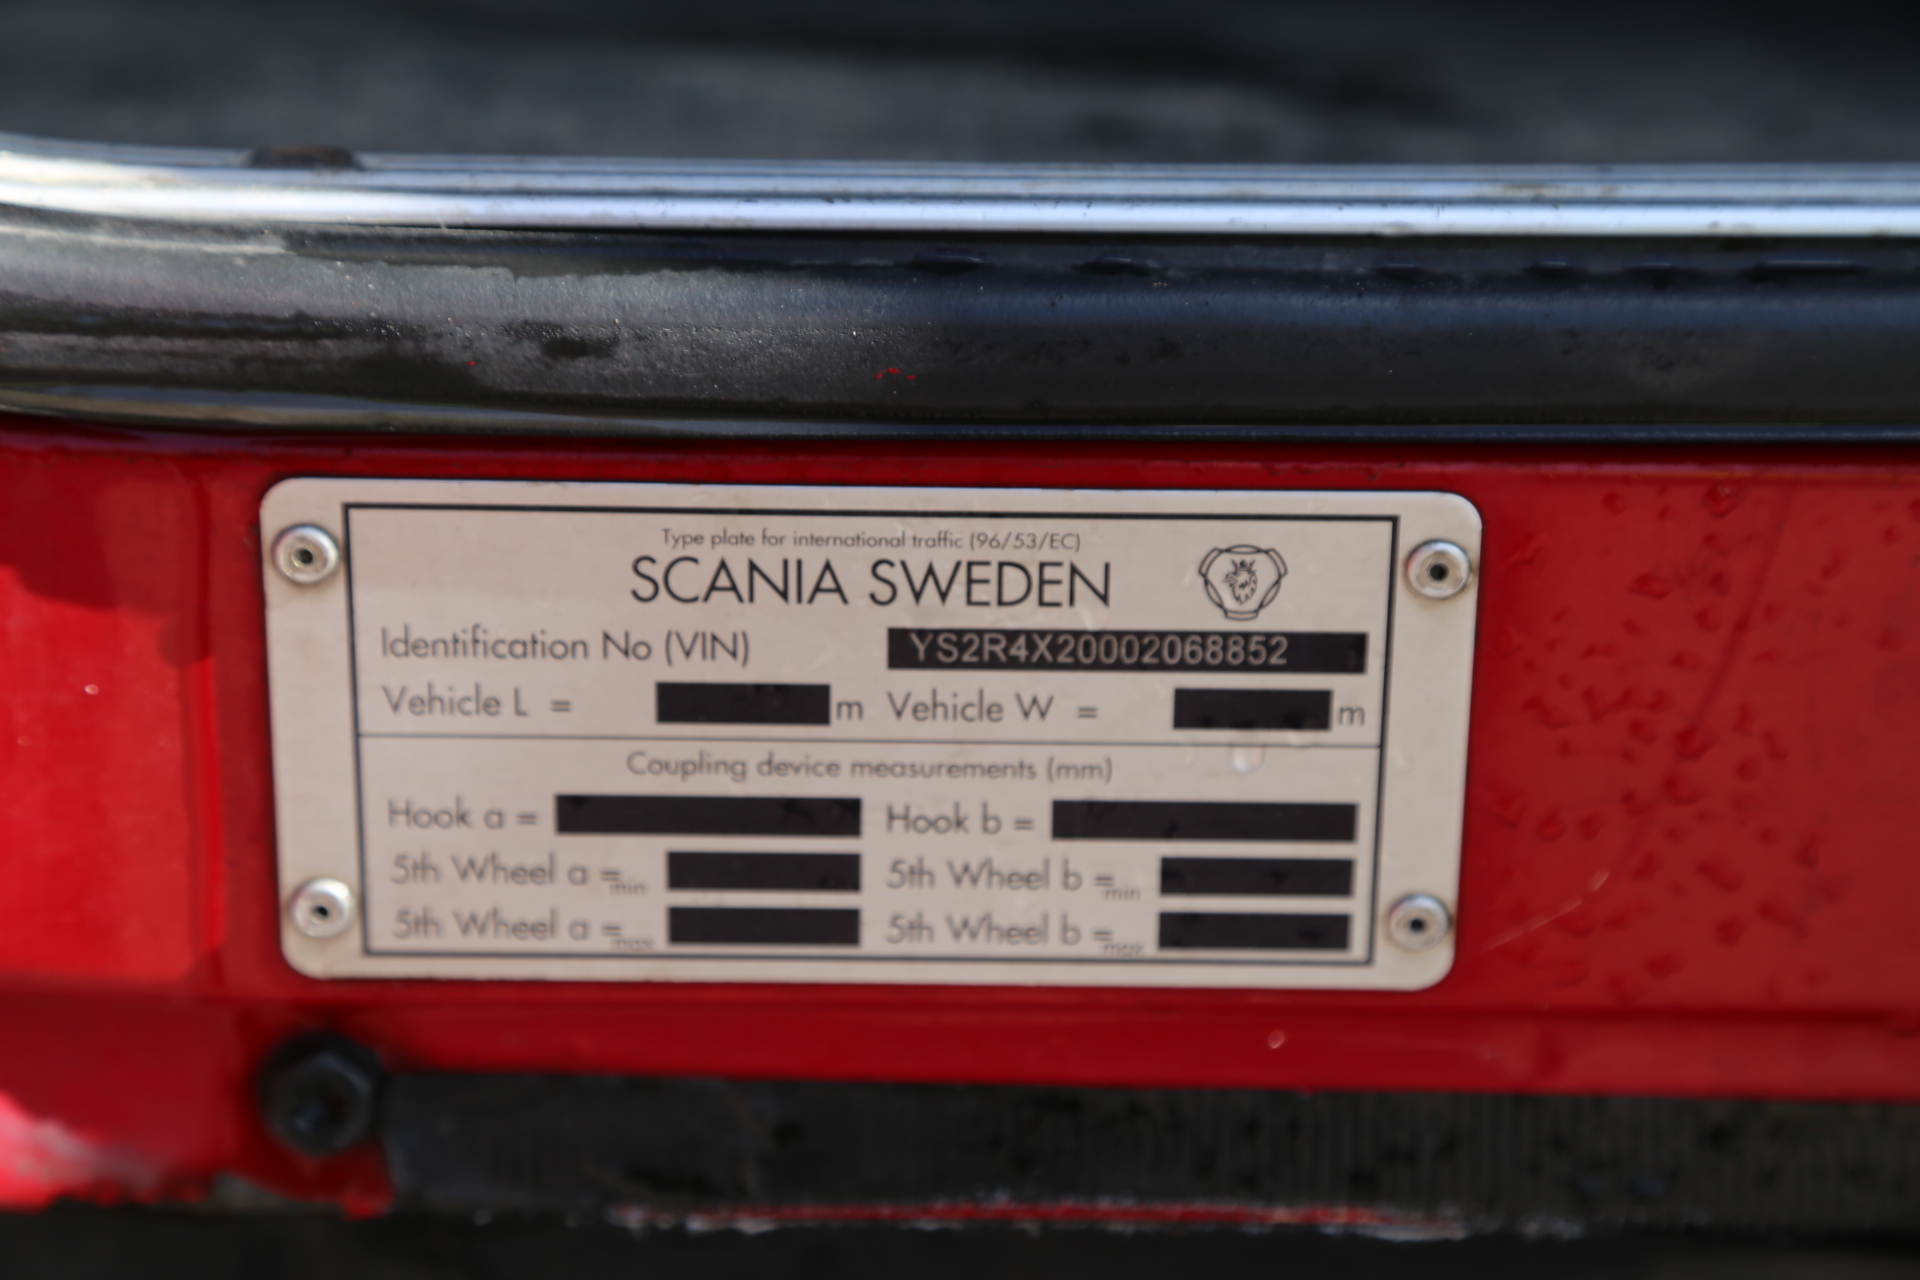 Type plate for international traffic (96/53/EC)
SCANIA SWEDEN
Identification No (VIN) YS2R4X20002068852
Vehicle L = m Vehicle W = m
Coupling device measurements (mm)
Hook a = Hook b =
5th Wheel a =min 5th Wheel b =min
5th Wheel a =max 5th Wheel b =max